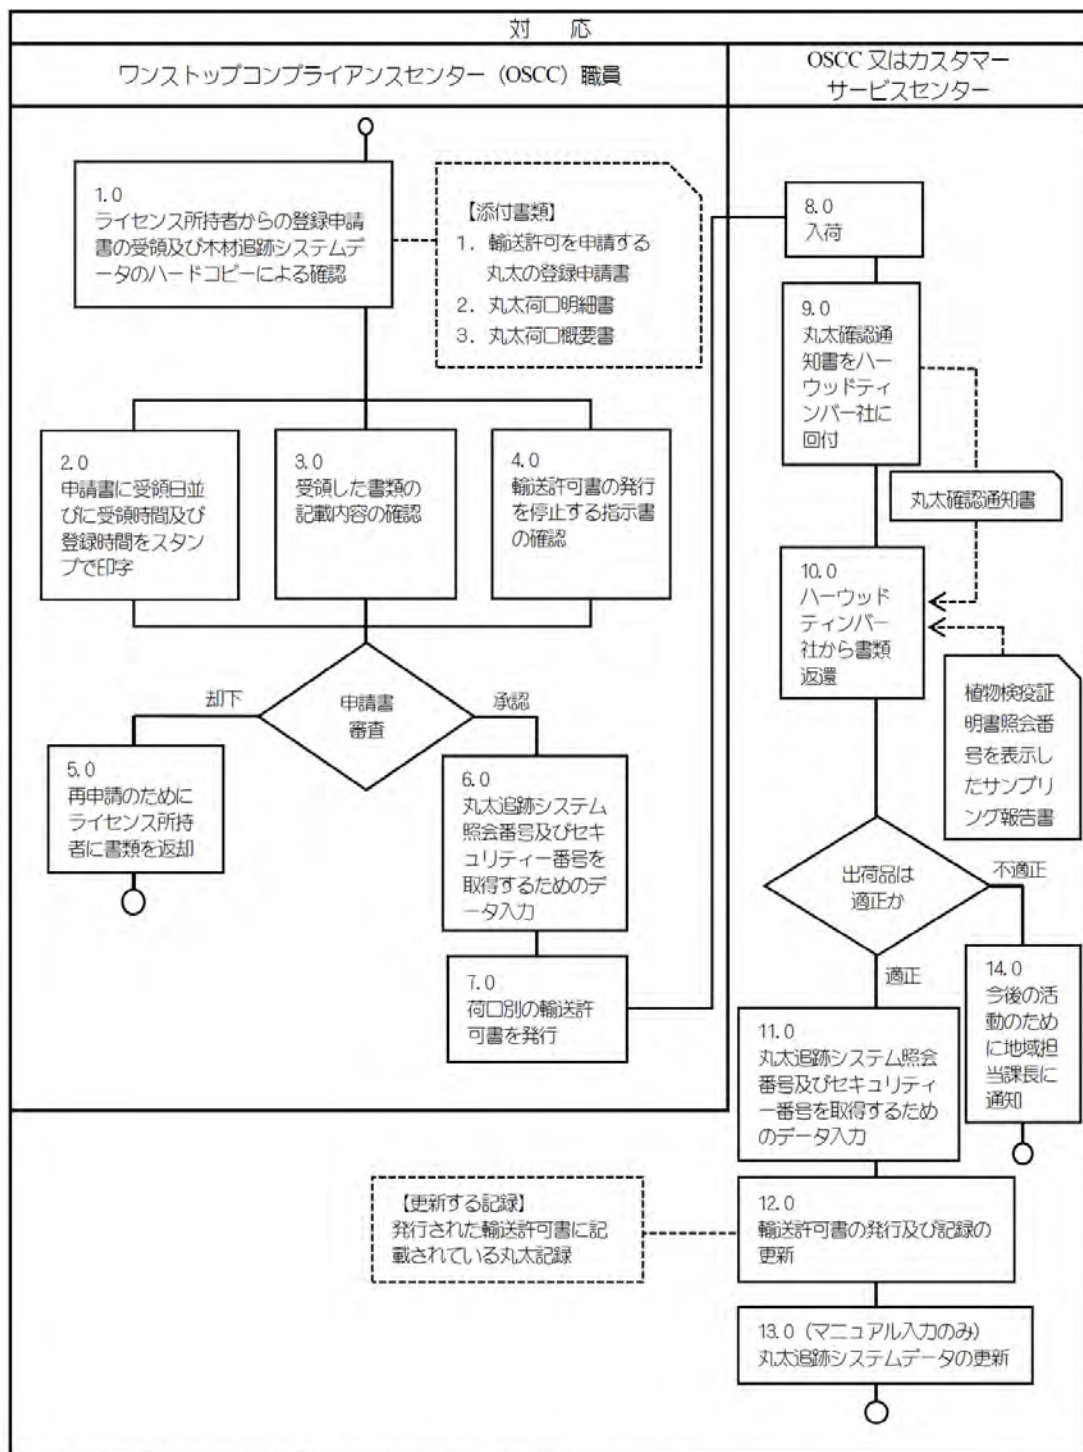 対　応
ワンストップコンプライアンスセンター（OSCC）職員
OSCC 又はカスタマー
サービスセンター
1.0
ライセンス所持者からの登録申請
書の受領及び木材追跡システムデ
ータのハードコピーによる確認
【添付書類】
1．輸送許可を申請する
丸太の登録申請書
2．丸太荷口明細書
3．丸太荷口概要書
2.0
申請書に受領日並
びに受領時間及び
登録時間をスタン
プで印字
3.0
受領した書類の
記載内容の確認
4.0
輸送許可書の発行
を停止する指示書
の確認
申請書
審査
却下
承認
5.0
再申請のために
ライセンス所持
者に書類を返却
6.0
丸太追跡システム
照会番号及びセキ
ュリティー番号を
取得するためのデ
ータ入力
7.0
荷口別の輸送許
可書を発行
8.0
入荷
9.0
丸太確認通
知書をハー
ウッドティ
ンバー社に
回付
丸太確認通知書
10.0
ハーウッド
ティンバー
社から書類
返還
植物検疫証
明書照会番
号を表示し
たサンプリ
ング報告書
出荷品は
適正か
不適正
適正
14.0
今後の活
動のため
に地域担
当課長に
通知
11.0
丸太追跡システム照会
番号及びセキュリティ
ー番号を取得するため
のデータ入力
【更新する記録】
発行された輸送許可書に記
載されている丸太記録
12.0
輸送許可書の発行及び記録の
更新
13.0（マニュアル入力のみ）
丸太追跡システムデータの更新